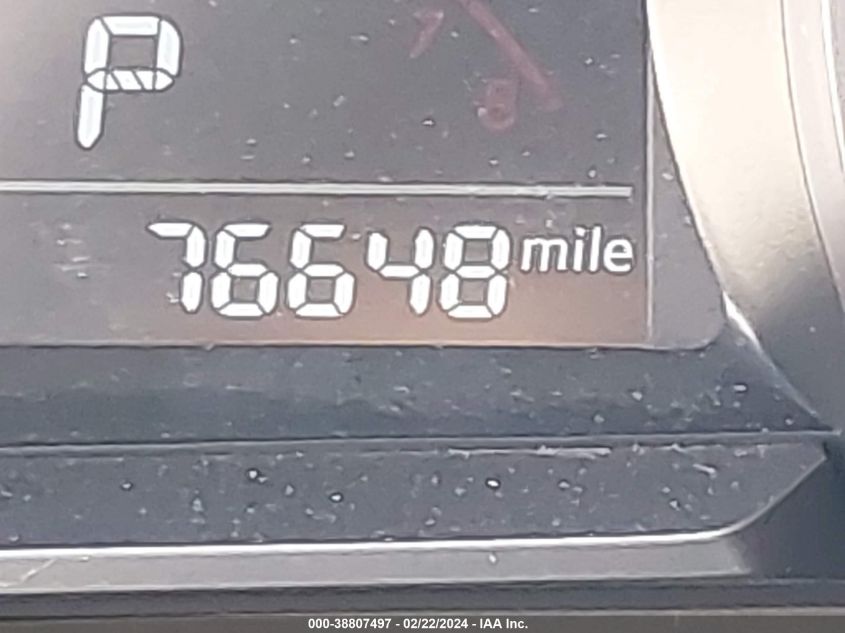 P
76648 mile
000-38807497 - 02/22/2024 - IAA Inc.